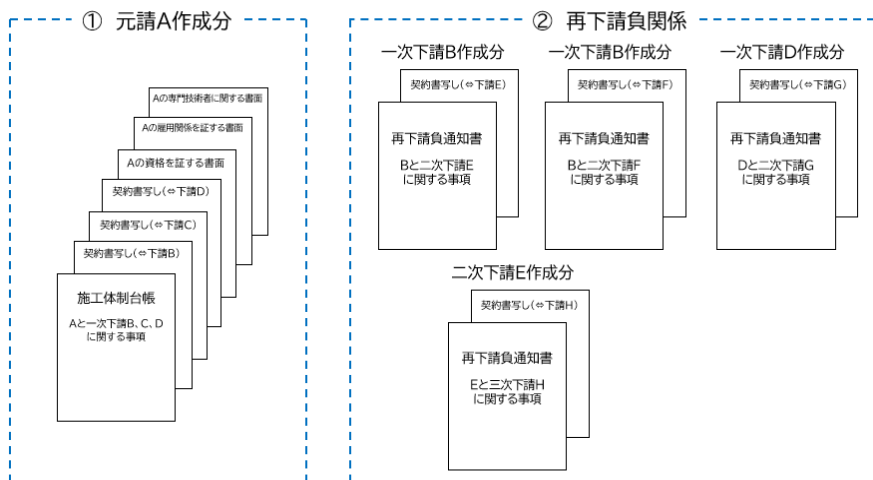 ① 元請A作成分
Aの専門技術者に関する書面
Aの雇用関係を証する書面
Aの資格を証する書面
契約書写し(⇔下請D)
契約書写し(⇔下請C)
契約書写し(⇔下請B)
施工体制台帳
Aと一次下請B、C、D
に関する事項
② 再下請負関係
一次下請B作成分
契約書写し(⇔下請E)
再下請負通知書
Bと二次下請E
に関する事項
一次下請B作成分
契約書写し(⇔下請F)
再下請負通知書
Bと二次下請F
に関する事項
一次下請D作成分
契約書写し(⇔下請G)
再下請負通知書
Dと二次下請G
に関する事項
二次下請E作成分
契約書写し(⇔下請H)
再下請負通知書
Eと三次下請H
に関する事項